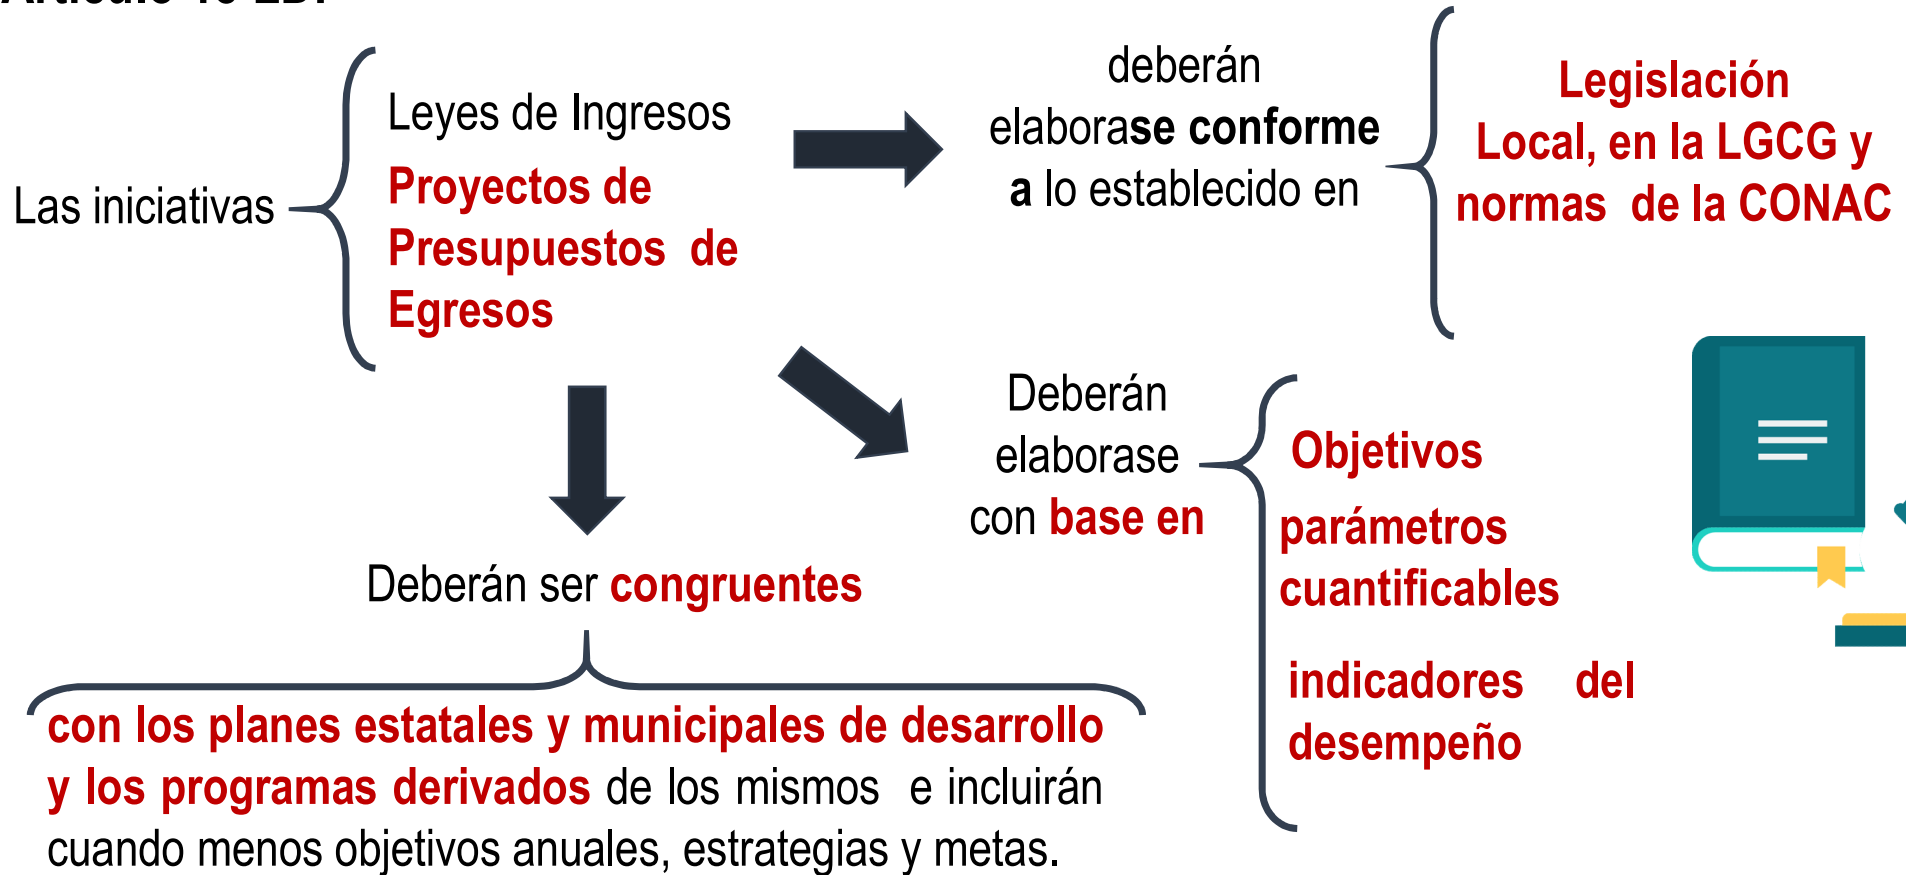 Las iniciativas
Leyes de Ingresos
Proyectos de
Presupuestos de
Egresos
deberán
elaborase conforme
a lo establecido en
Legislación
Local, en la LGCG y
normas de la CONAC
Deberán
elaborase
con base en
Objetivos
parámetros
cuantificables
indicadores del
desempeño
Deberán ser congruentes
con los planes estatales y municipales de desarrollo
y los programas derivados de los mismos e incluirán
cuando menos objetivos anuales, estrategias y metas.